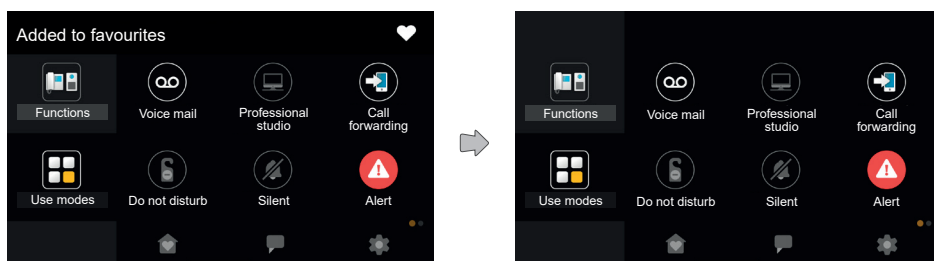 Added to favourites
Functions
Voice mail
Professional
studio
Call
forwarding
Use modes
Do not disturb
Silent
Alert
Functions
Voice mail
Professional
studio
Call
forwarding
Use modes
Do not disturb
Silent
Alert